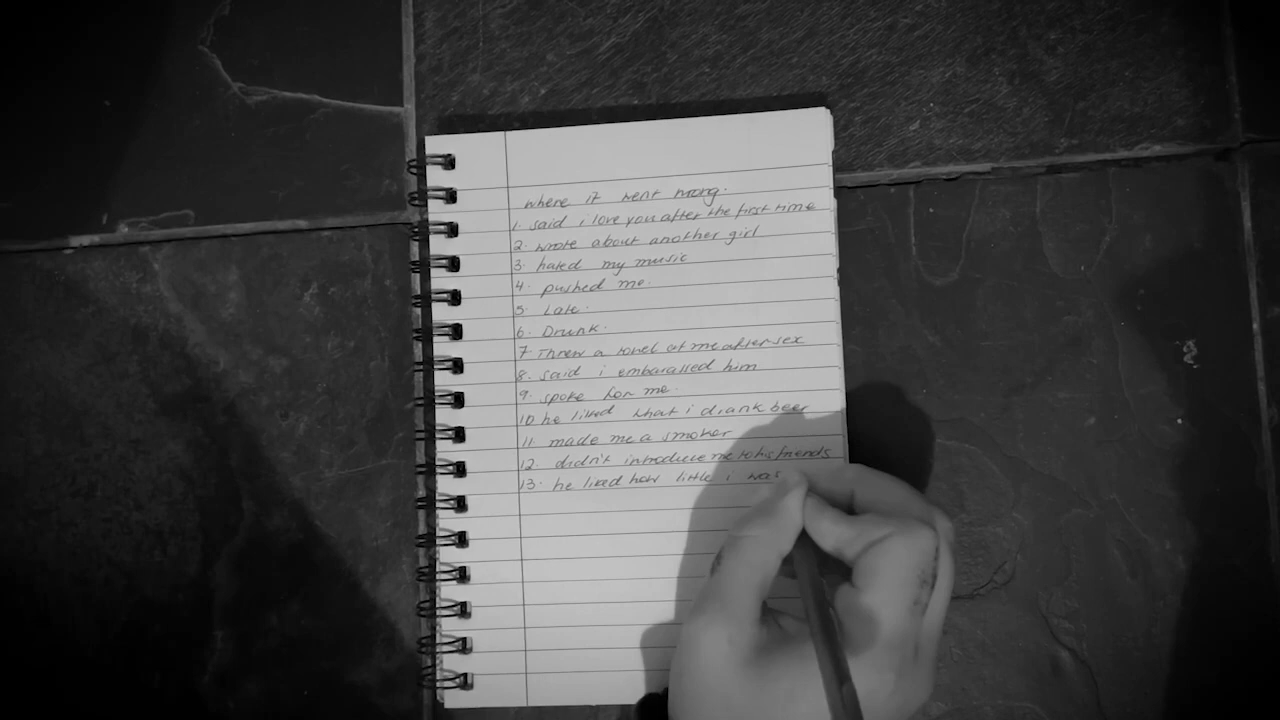 where it went wrong.
1. said i love you after the first time
2. wrote about another girl
3. hated my music
4. pushed me.
5. Late.
6. Drunk.
7 Threw a towel at me after sex
8. said i embarassed him
9. spoke for me.
10 he liked that i drank beer
11. made me a smoker
12. didn't introduce me to his friends
13. he liked how little i was